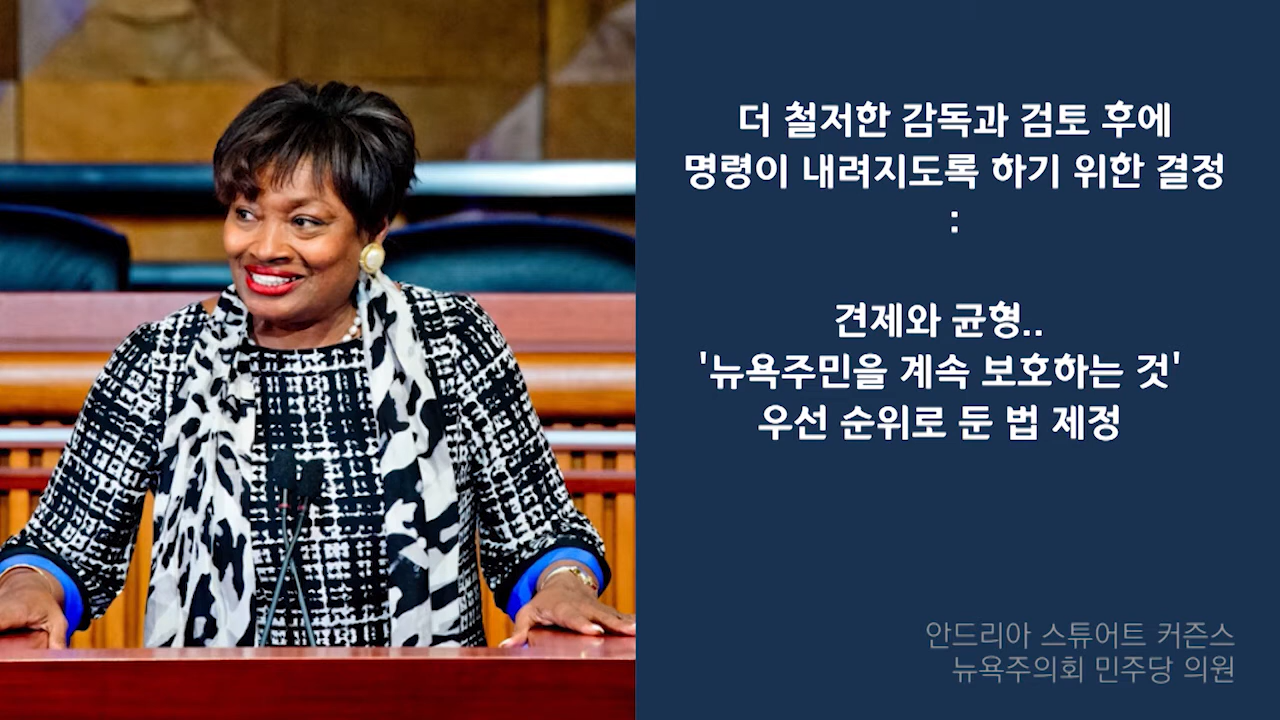 더 철저한 감독과 검토 후에
명령이 내려지도록 하기 위한 결정
:
견제와 균형..
'뉴욕주민을 계속 보호하는 것'
우선 순위로 둔 법 제정
안드리아 스튜어트 커즌스
뉴욕주의회 민주당 의원